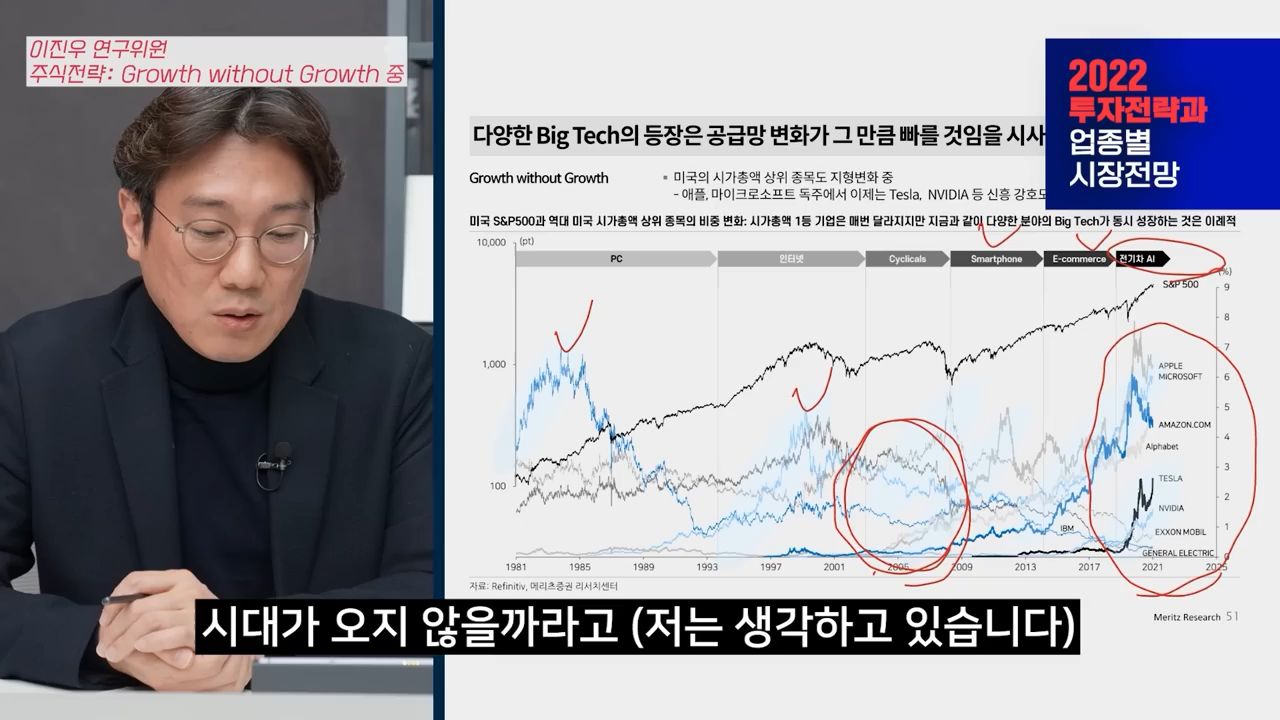 이진우 연구위원
주식전략: Growth without Growth 중
2022
투자전략과
업종별
시장전망
다양한 Big Tech의 등장은 공급망 변화가 그 만큼 빠를 것임을 시사
Growth without Growth
▪ 미국의 시가총액 상위 종목도 지형변화 중
- 애플, 마이크로소프트 독주에서 이제는 Tesla, NVIDIA 등 신흥 강호도
미국 S&P500과 역대 미국 시가총액 상위 종목의 비중 변화: 시가총액 1등 기업은 매번 달라지지만 지금과 같이 다양한 분야의 Big Tech가 동시 성장하는 것은 이례적
10,000 (pt)
PC 인터넷 Cyclicals Smartphone E-commerce 전기차 AI
(%)
S&P 500
9
8
7
1,000
APPLE
MICROSOFT
6
5
AMAZON.COM
4
Alphabet
3
TESLA
100
2
NVIDIA
IBM
1
EXXON MOBIL
GENERAL ELECTRIC
0
1981 1985 1989 1993 1997 2001 2005 2009 2013 2017 2021 2025
자료: Refinitiv, 메리츠증권 리서치센터
시대가 오지 않을까라고 (저는 생각하고 있습니다)
Meritz Research 51